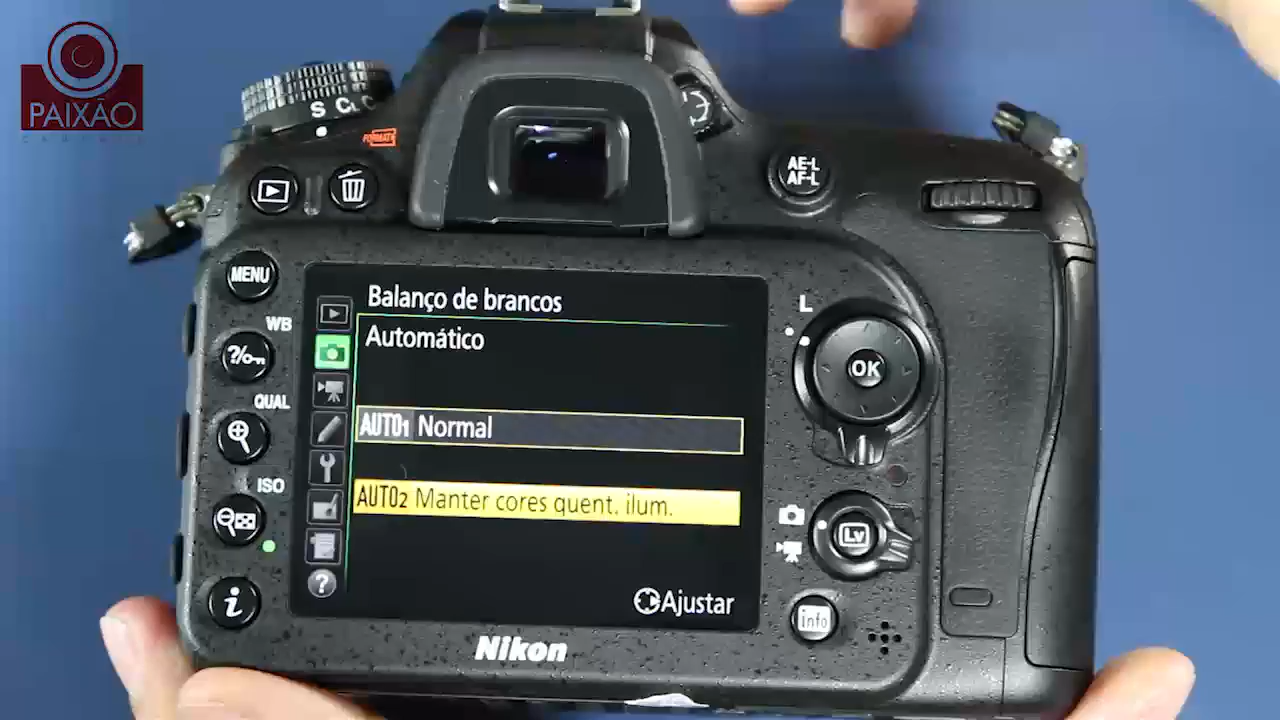 PAIXÃO
S C₁ C
FORMAT
AE-L
AF-L
MENU
WB
?
QUAL
ISO
i
Balanço de brancos
Automático
AUTO1 Normal
AUTO2 Manter cores quent. ilum.
?
Ajustar
L
OK
Lv
info
Nikon